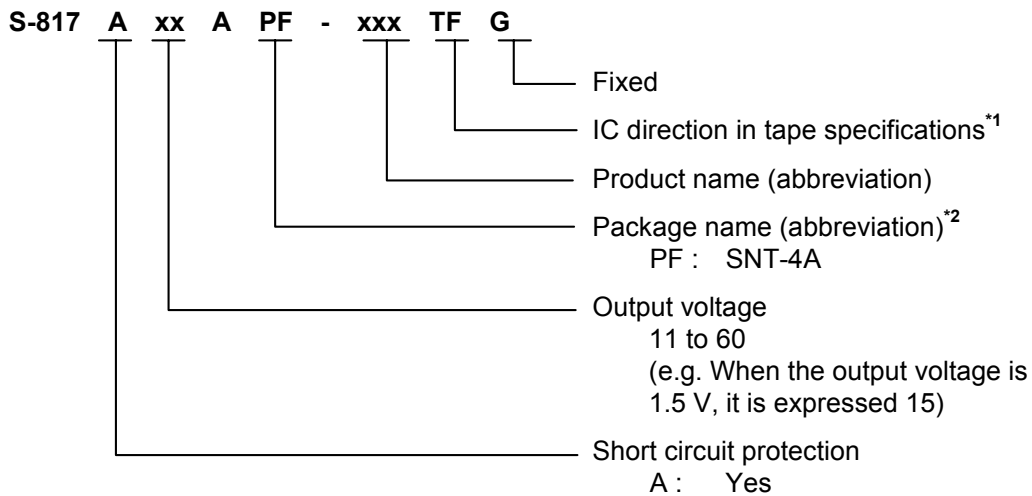 S-817 A xx A PF - xxx TF G
Fixed
IC direction in tape specifications*1
Product name (abbreviation)
Package name (abbreviation)*2
PF : SNT-4A
Output voltage
11 to 60
(e.g. When the output voltage is
1.5 V, it is expressed 15)
Short circuit protection
A : Yes